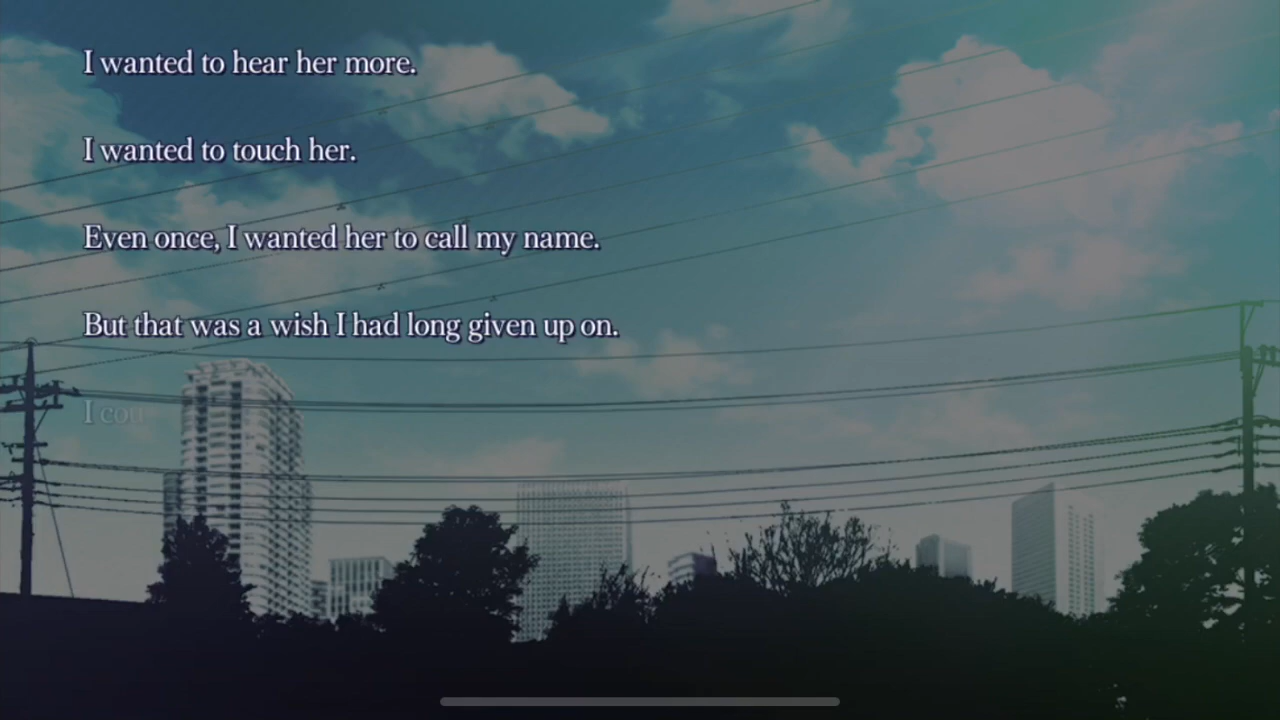 I wanted to hear her more.
I wanted to touch her.
Even once, I wanted her to call my name.
But that was a wish I had long given up on.
I cou